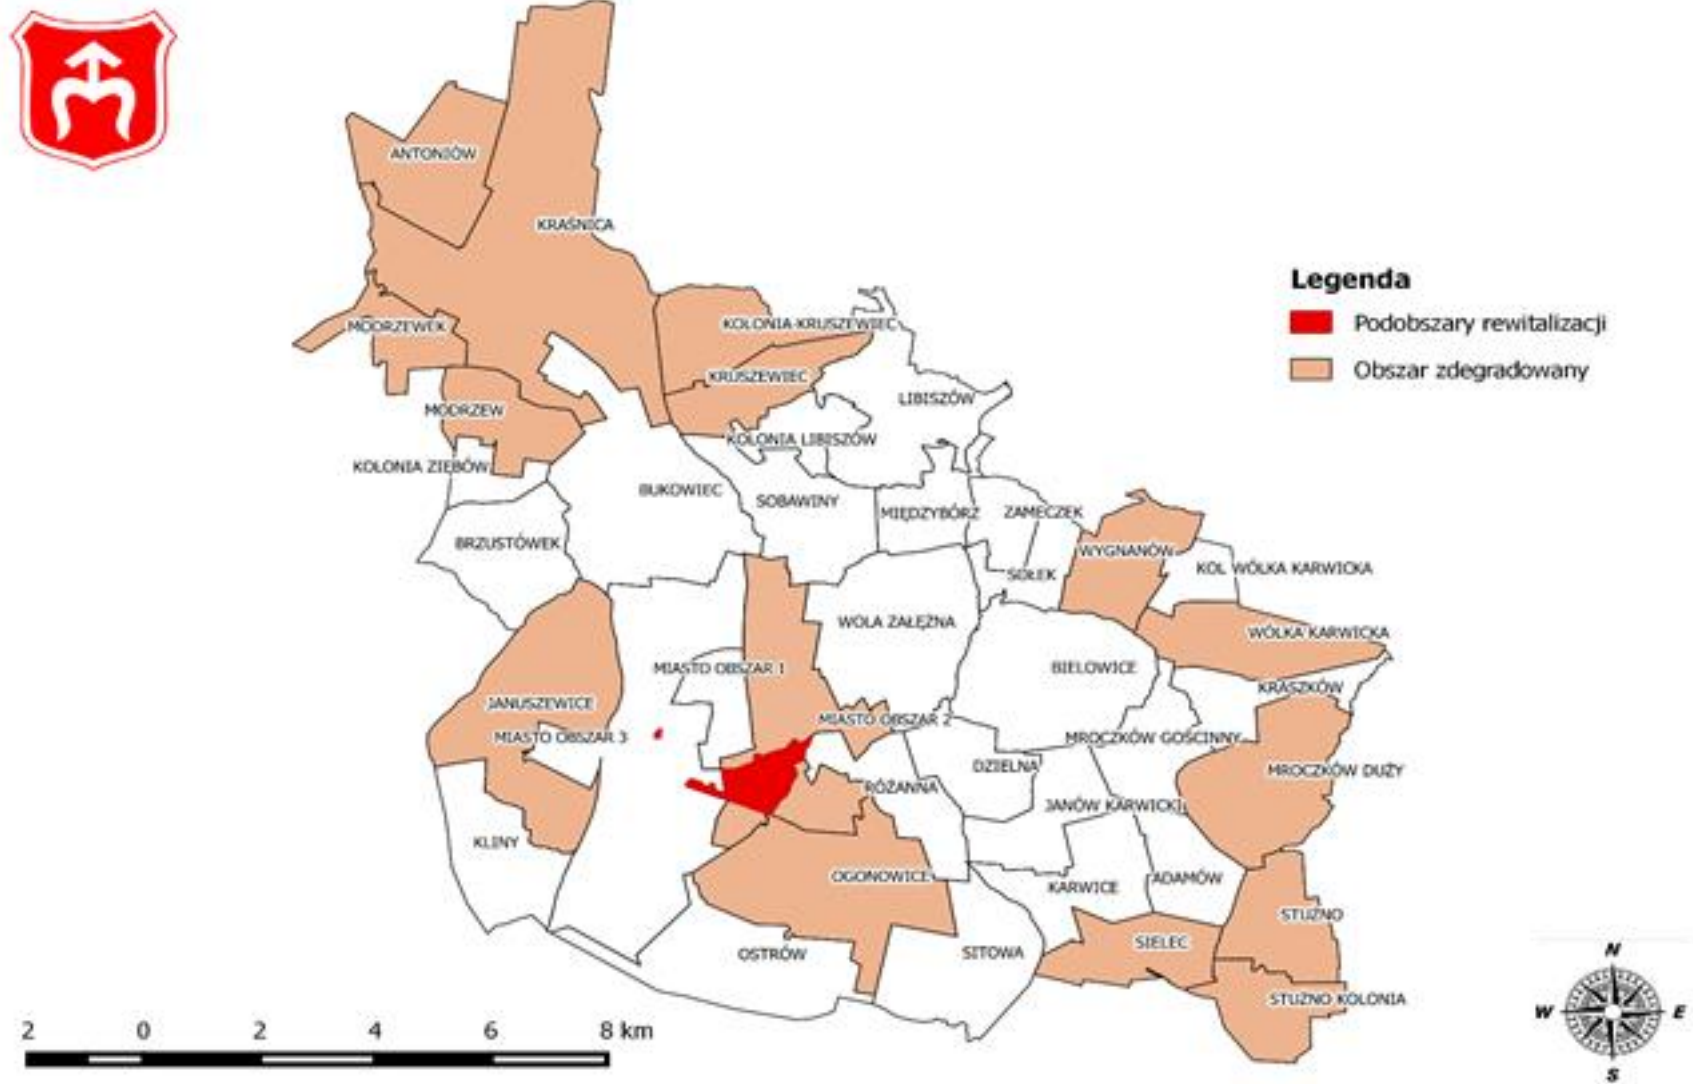 ANTONIÓW
KRAŚNICA
Legenda
Podobszary rewitalizacji
Obszar zdegradowany
MODRZEWEK
KOLONIA KRUSZEWIEC
KRUSZEWIEC
LIBISZÓW
MODRZEW
KOLONIA LIBISZÓW
KOLONIA ZIĘBÓW
BUKOWIEC
SOBAWINY
MIĘDZYBÓRZ
ZAMECZEK
BRZUSTÓWEK
WYGNANÓW
SOŁEK
KOL WÓLKA KARWICKA
WOLA ZAŁĘŻNA
WÓLKA KARWICKA
MIASTO OBSZAR 1
BIELOWICE
KRASZKÓW
JANUSZEWICE
MIASTO OBSZAR 2
MIASTO OBSZAR 3
MROCZKÓW GOŚCINNY
DZIELNA
MROCZKÓW DUŻY
RÓŻANNA
JANÓW KARWICKI
KLINY
OGONOWICE
KARWICE
ADAMÓW
STUŻNO
SIELEC
OSTRÓW
SITOWA
STUŻNO KOLONIA
N
W E
S
2 0 2 4 6 8 km